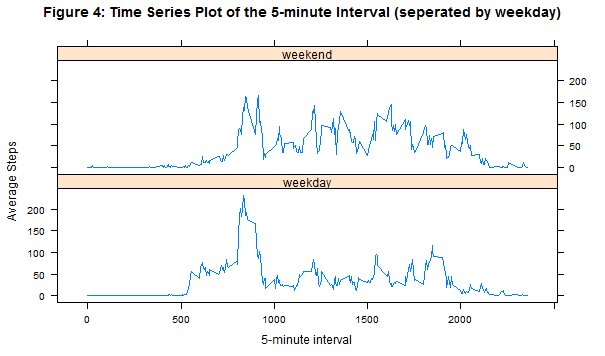 Figure 4: Time Series Plot of the 5-minute Interval (seperated by weekday)
weekend
200
150
100
50
0
weekday
200
150
100
50
0
Average Steps
0 500 1000 1500 2000
5-minute interval